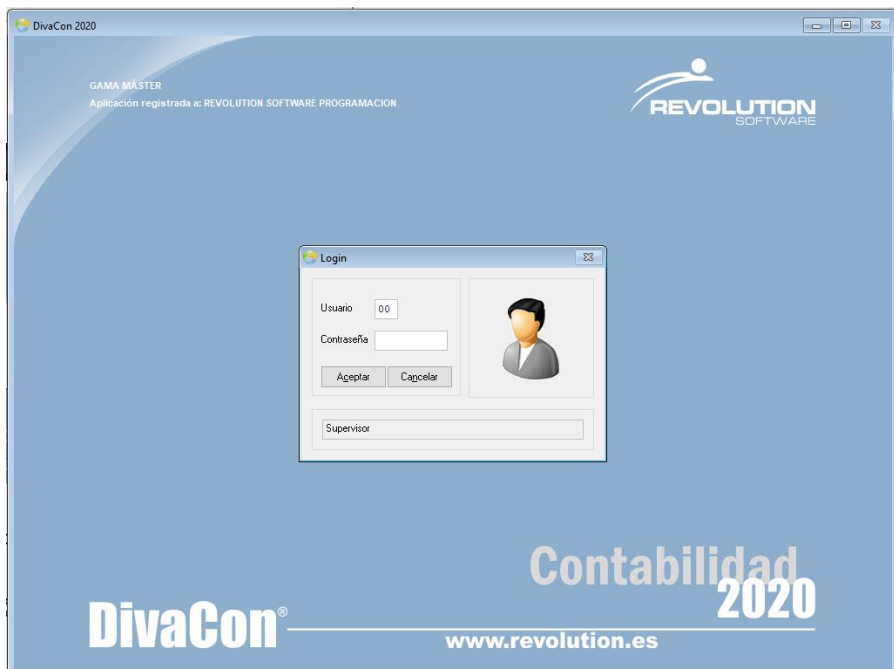 DivaCon 2020
GAMA MÁSTER
Aplicación registrada a: REVOLUTION SOFTWARE PROGRAMACION
REVOLUTION
SOFTWARE
Login
Usuario 00
Contraseña
Aceptar Cancelar
Supervisor
Contabilidad
2020
DivaCon®
www.revolution.es